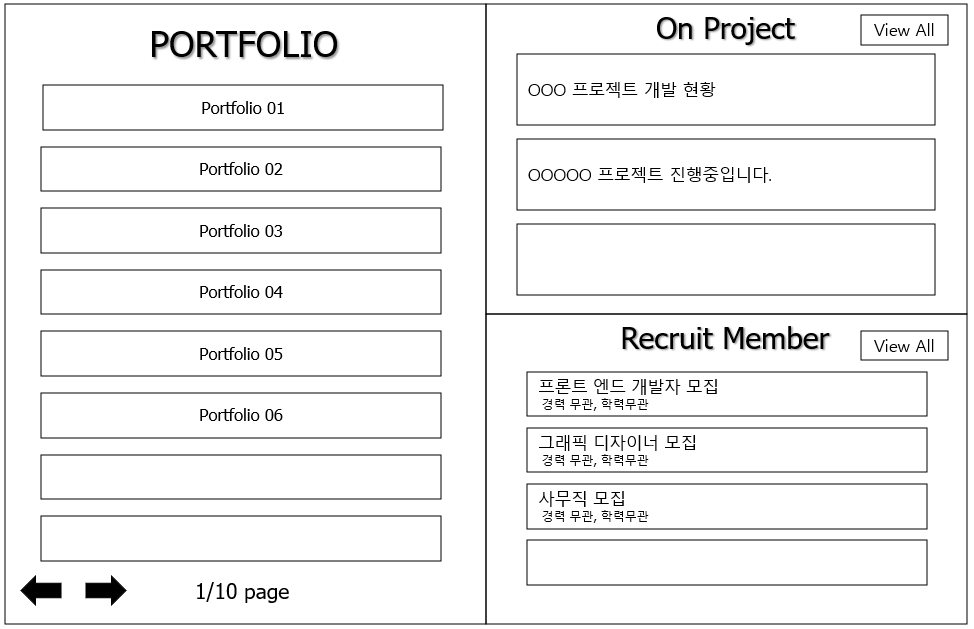 PORTFOLIO
Portfolio 01
Portfolio 02
Portfolio 03
Portfolio 04
Portfolio 05
Portfolio 06
1/10 page
On Project
View All
OOO 프로젝트 개발 현황
OOOOO 프로젝트 진행중입니다.
Recruit Member
View All
프론트 엔드 개발자 모집
경력 무관, 학력무관
그래픽 디자이너 모집
경력 무관, 학력무관
사무직 모집
경력 무관, 학력무관